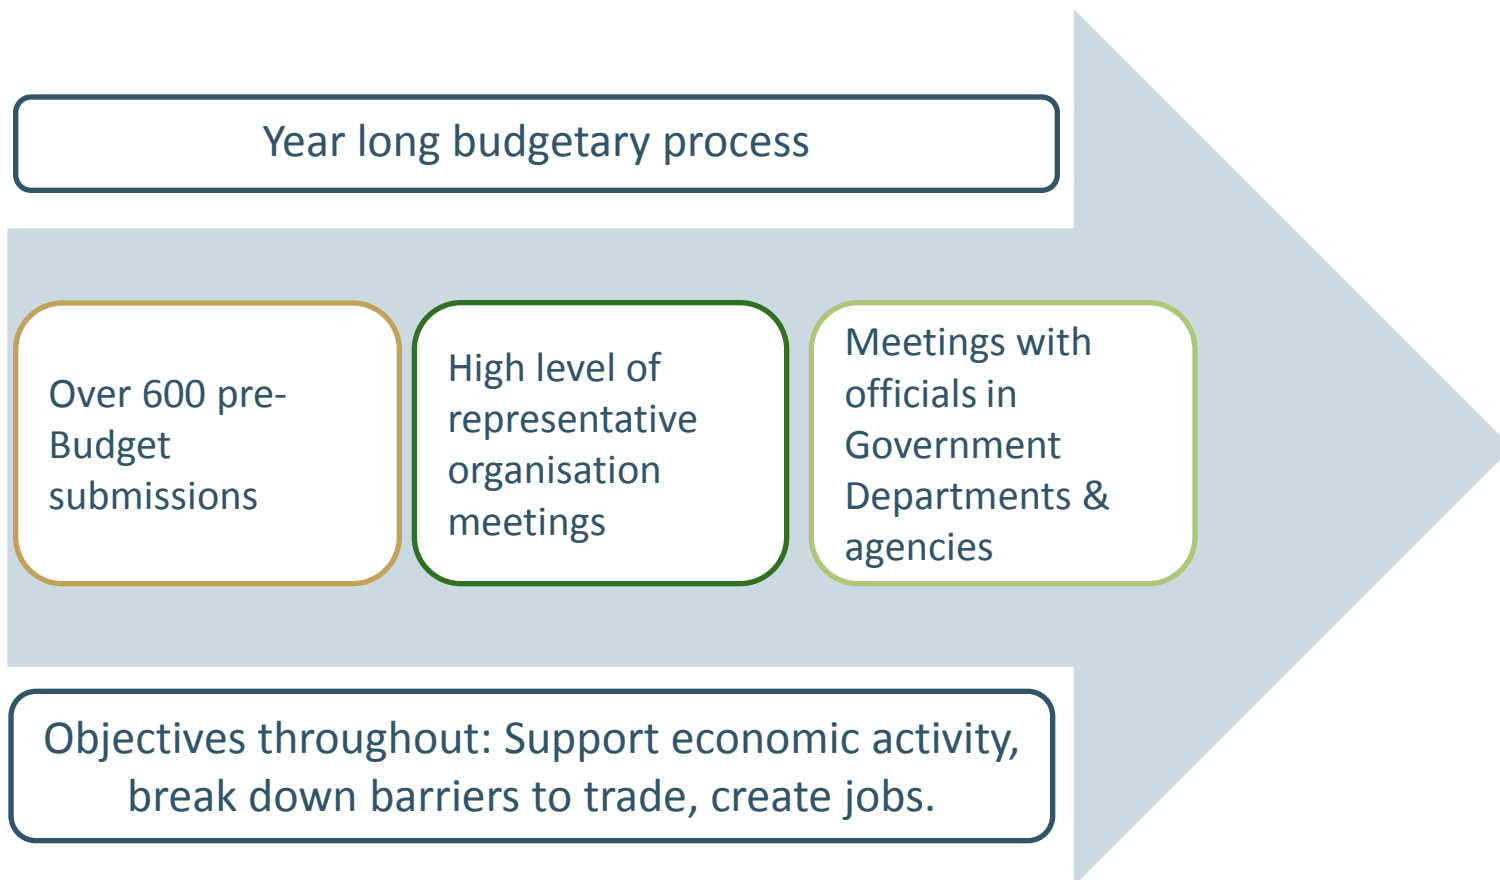 Year long budgetary process
Over 600 pre-
Budget
submissions
High level of
representative
organisation
meetings
Meetings with
officials in
Government
Departments &
agencies
Objectives throughout: Support economic activity,
break down barriers to trade, create jobs.